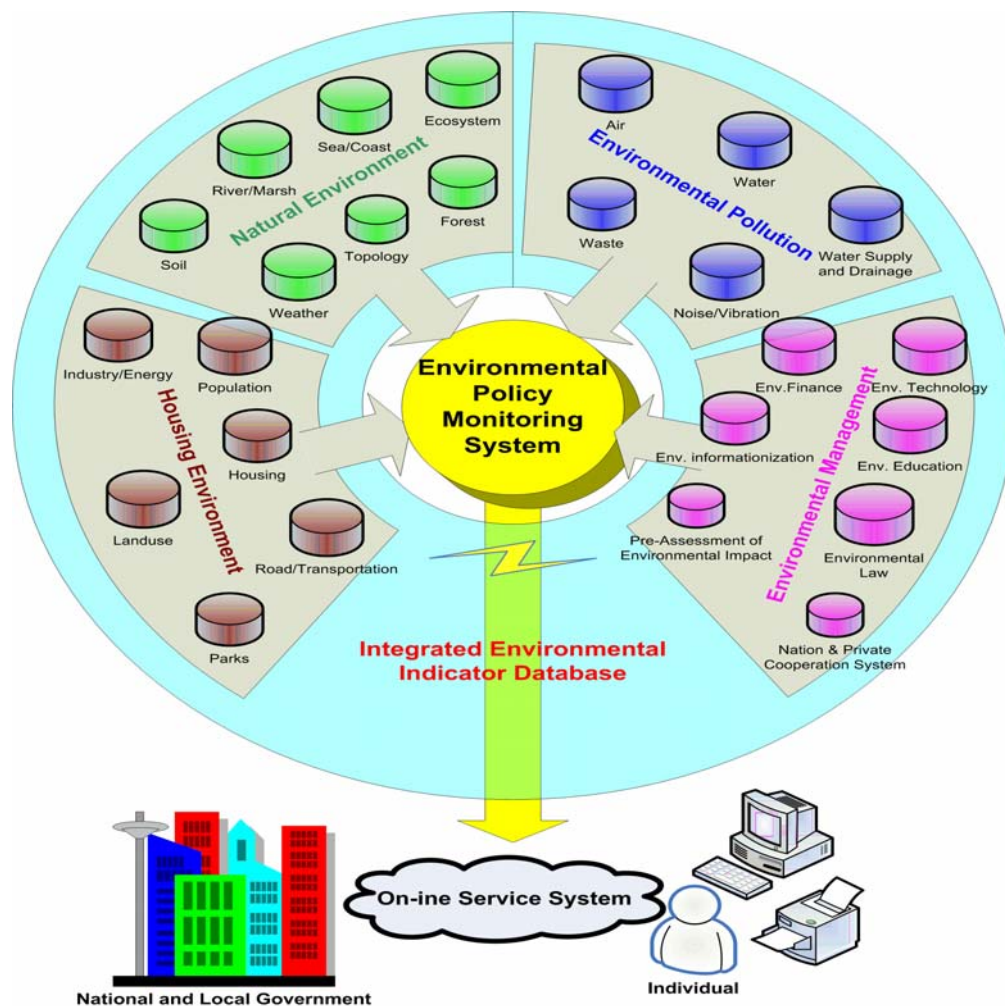 Ecosystem
Sea/Coast
River/Marsh
Soil
Natural Environment
Forest
Topology
Weather
Air
Water
Environmental Pollution
Waste
Water Supply
and Drainage
Noise/Vibration
Industry/Energy
Population
Housing Environment
Housing
Landuse
Road/Transportation
Parks
Environmental
Policy
Monitoring
System
Env.Finance
Env. Technology
Env. informationization
Env. Education
Environmental Management
Pre-Assessment of
Environmental Impact
Environmental
Law
Nation & Private
Cooperation System
Integrated Environmental
Indicator Database
On-ine Service System
National and Local Government
Individual